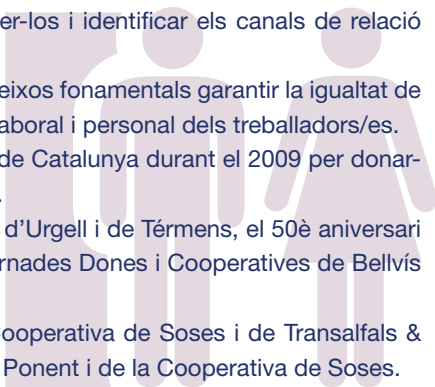 er-los i identificar els canals de relació
eixos fonamentals garantir la igualtat de
aboral i personal dels treballadors/es.
de Catalunya durant el 2009 per donar-
.
d’Urgell i de Térmens, el 50è aniversari
rnades Dones i Cooperatives de Bellvís
Cooperativa de Soses i de Transalfals &
Ponent i de la Cooperativa de Soses.